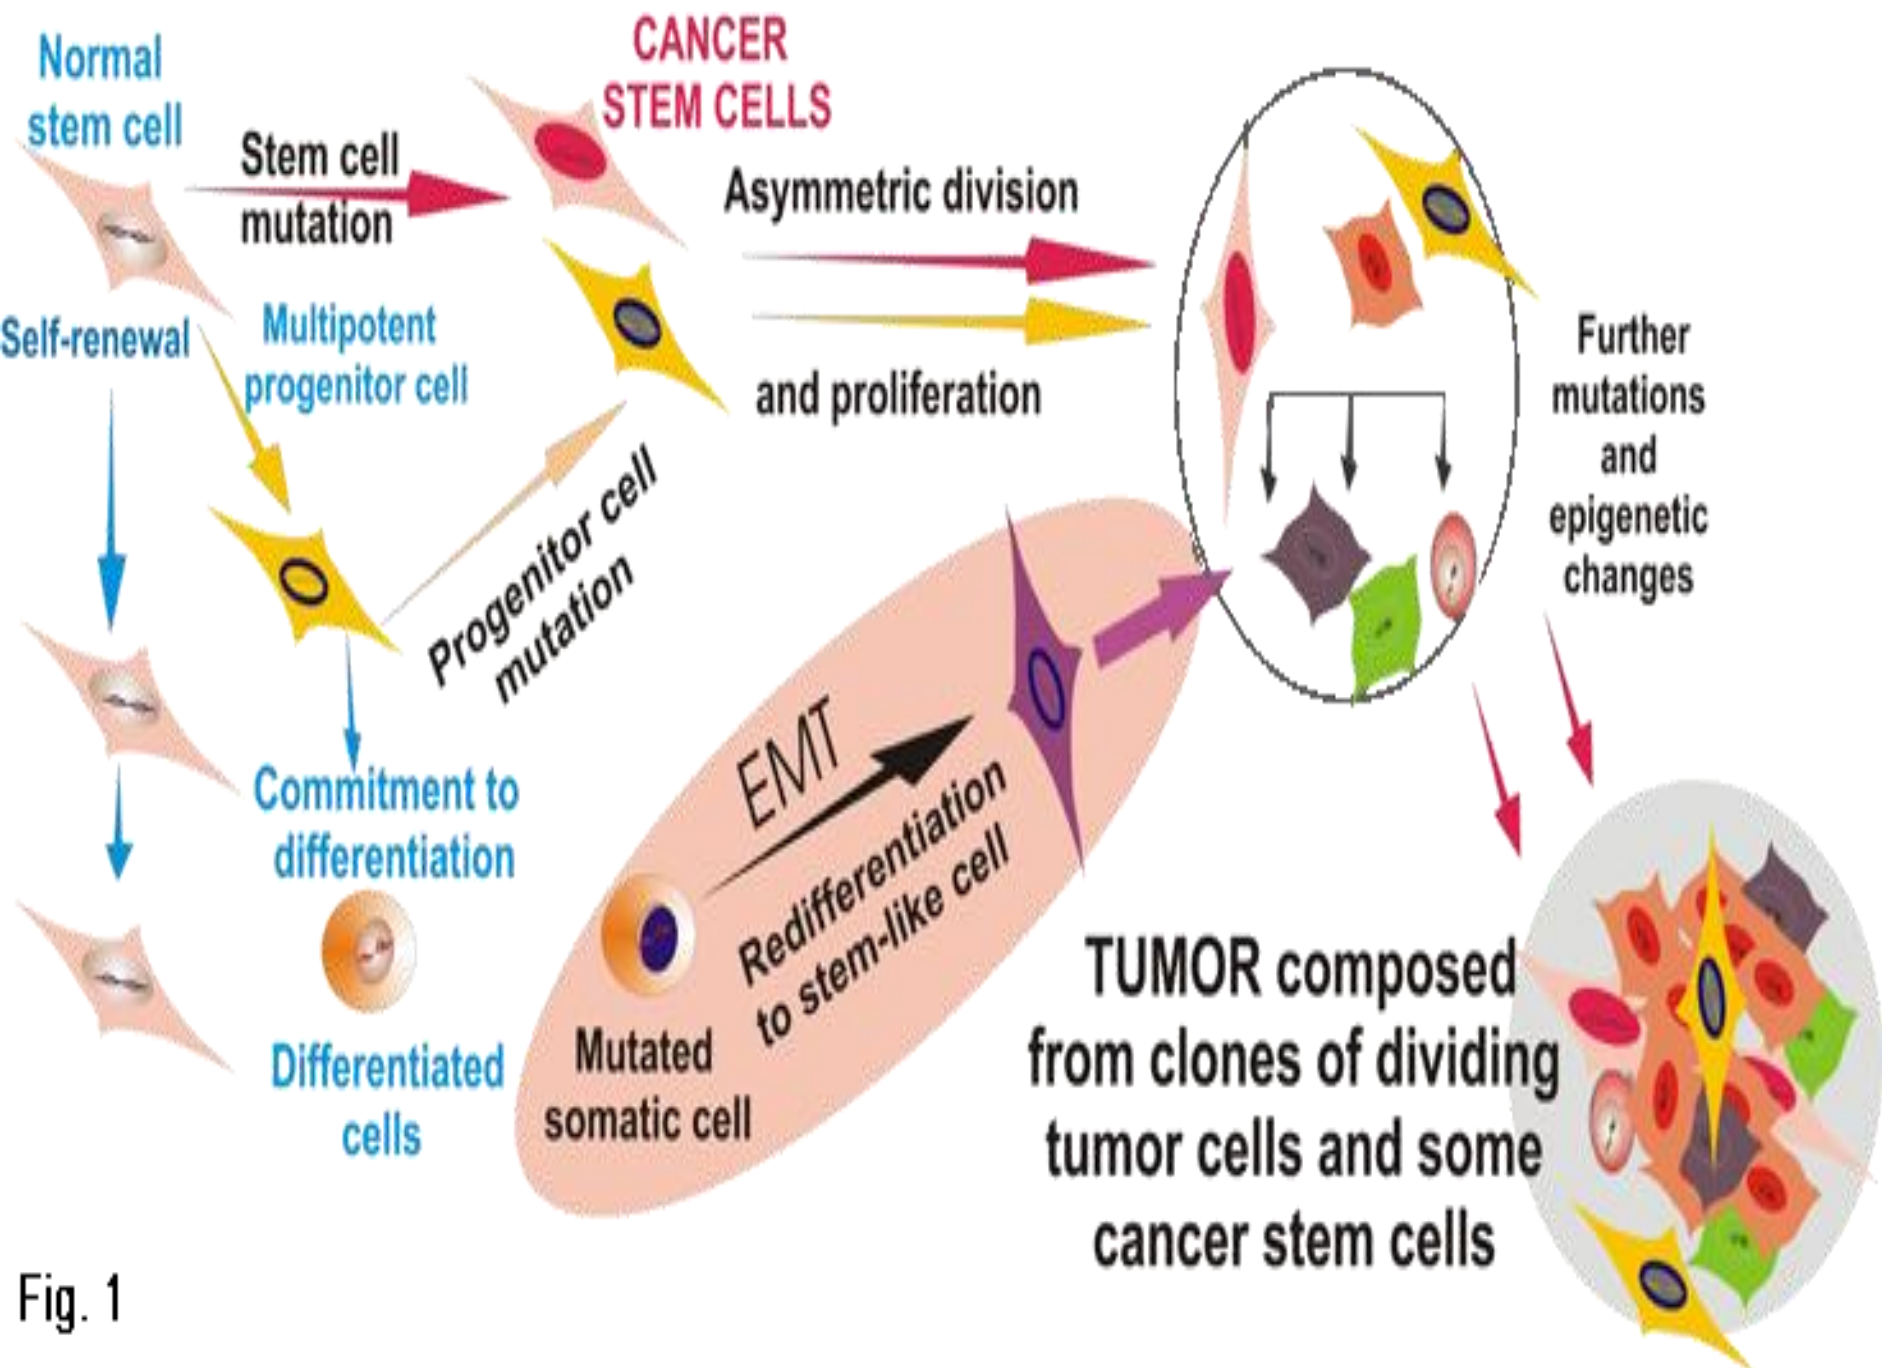 Normal
stem cell
CANCER
STEM CELLS
Stem cell
mutation
Asymmetric division
and proliferation
Self-renewal
Multipotent
progenitor cell
Progenitor cell
mutation
Further
mutations
and
epigenetic
changes
Commitment to
differentiation
Differentiated
cells
EMT
Redifferentiation
to stem-like cell
Mutated
somatic cell
TUMOR composed
from clones of dividing
tumor cells and some
cancer stem cells
Fig. 1